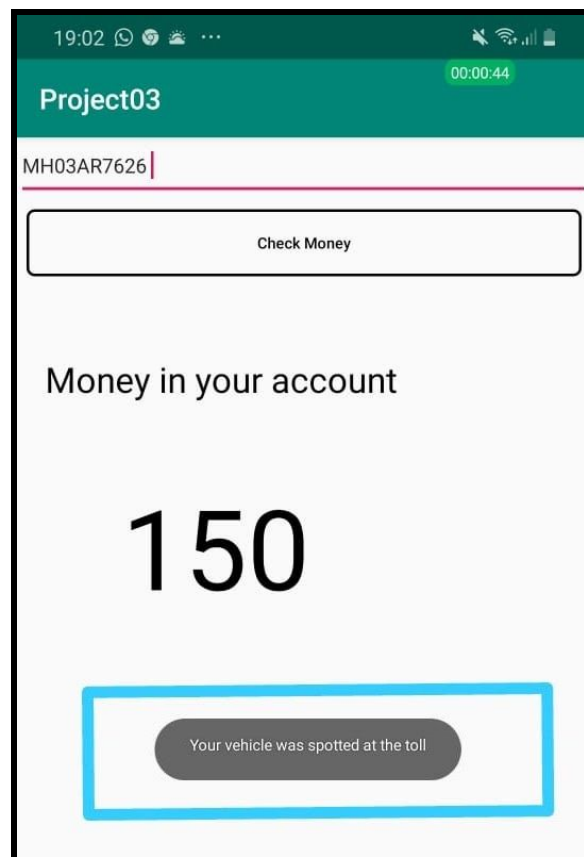 19:02
00:00:44
Project03
MH03AR7626
Check Money
Money in your account
150
Your vehicle was spotted at the toll